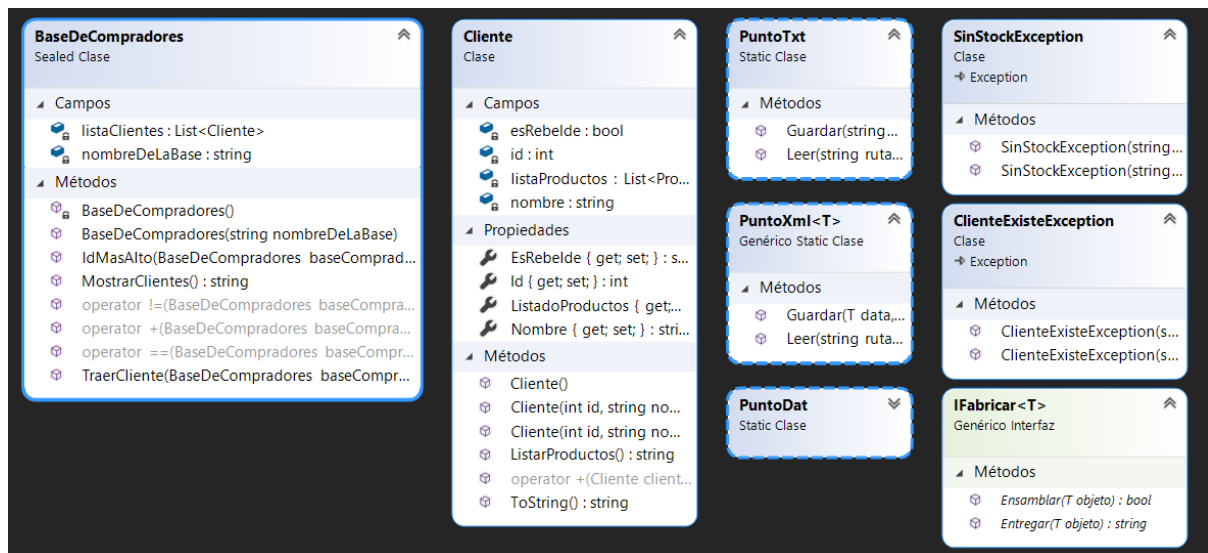 BaseDeCompradores
Sealed Clase
Campos
listaClientes : List<Cliente>
nombreDeLaBase : string
Métodos
BaseDeCompradores()
BaseDeCompradores(string nombreDeLaBase)
IdMasAlto(BaseDeCompradores baseComprad...
MostrarClientes() : string
operator !=(BaseDeCompradores baseCompra...
operator +(BaseDeCompradores baseCompra...
operator ==(BaseDeCompradores baseCompr...
TraerCliente(BaseDeCompradores baseCompr...
Cliente
Clase
Campos
esRebelde : bool
id : int
listaProductos : List<Pro...
nombre : string
Propiedades
EsRebelde { get; set; } : s...
Id { get; set; } : int
ListadoProductos { get;...
Nombre { get; set; } : stri...
Métodos
Cliente()
Cliente(int id, string no...
Cliente(int id, string no...
ListarProductos() : string
operator +(Cliente client...
ToString() : string
PuntoTxt
Static Clase
Métodos
Guardar(string...
Leer(string ruta...
PuntoXml<T>
Genérico Static Clase
Métodos
Guardar(T data,...
Leer(string ruta...
PuntoDat
Static Clase
SinStockException
Clase
Exception
Métodos
SinStockException(string...
SinStockException(string...
ClienteExisteException
Clase
Exception
Métodos
ClienteExisteException(s...
ClienteExisteException(s...
IFabricar<T>
Genérico Interfaz
Métodos
Ensamblar(T objeto) : bool
Entregar(T objeto) : string